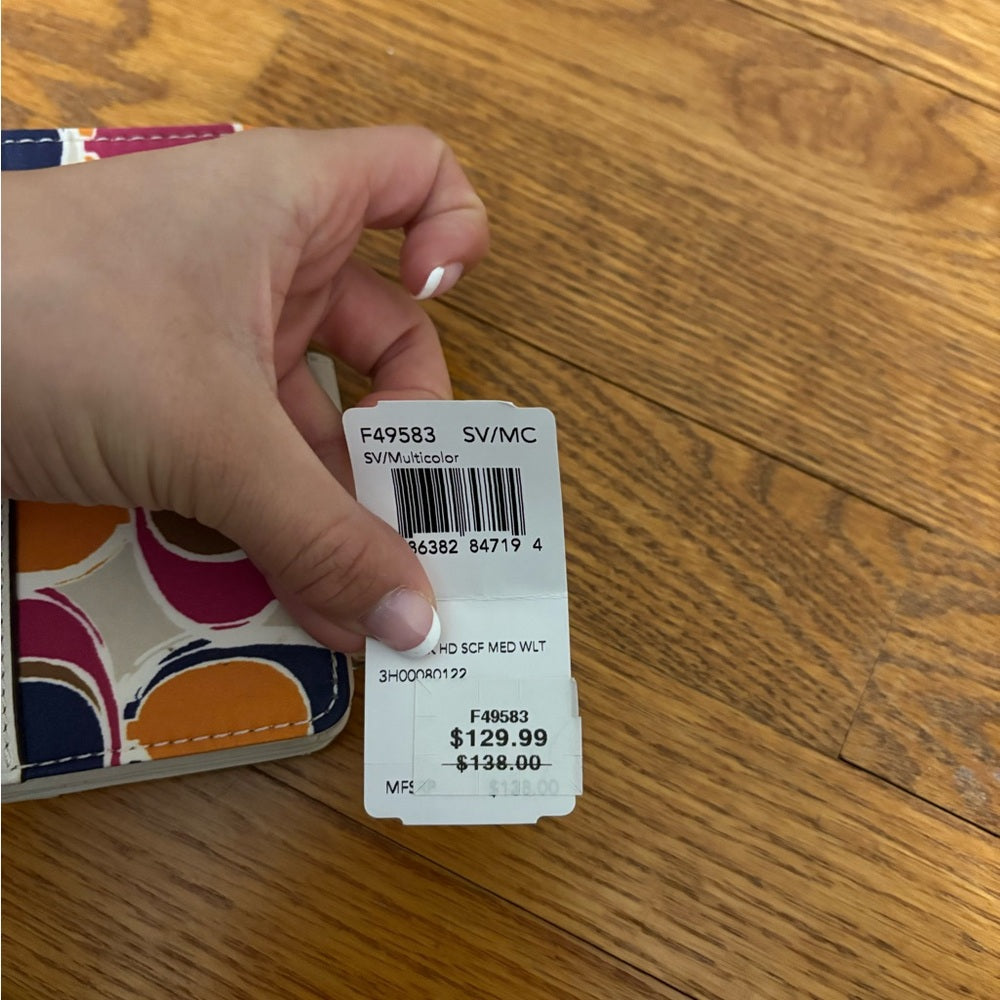 F49583 SV/MC
SV/Multicolor
86382 84719 4
HD SCF MED WLT
3H00080122
F49583
$129.99
$138.00
$138.00